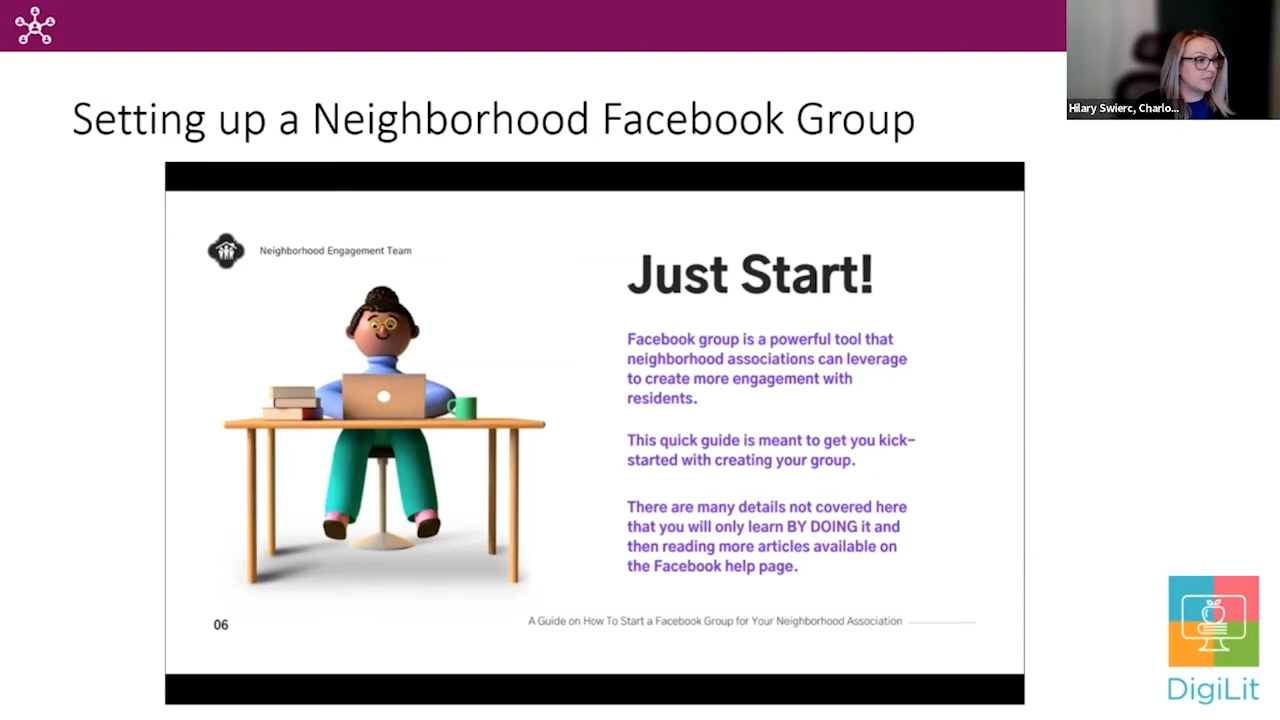 Hilary Swierc, Charlo...
Setting up a Neighborhood Facebook Group
Neighborhood Engagement Team
Just Start!
Facebook group is a powerful tool that
neighborhood associations can leverage
to create more engagement with
residents.
This quick guide is meant to get you kick-
started with creating your group.
There are many details not covered here
that you will only learn BY DOING it and
then reading more articles available on
the Facebook help page.
06
A Guide on How To Start a Facebook Group for Your Neighborhood Association
DigiLit